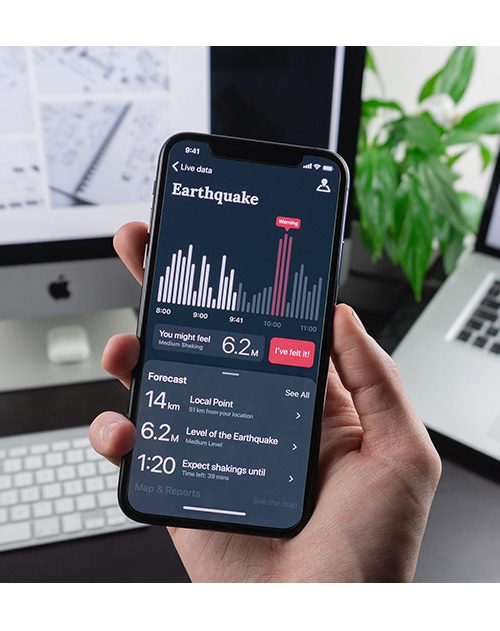 9:41
Live data
Earthquake
Warning
8:00 9:00 9:41 10:00 11:00
You might feel
Medium Shaking
6.2M
I've felt it!
Forecast
See All
14km
Local Point
51 km from your location
6.2M
Level of the Earthquake
Medium Level
1:20
Expect shakings until
Time left: 39 mins
Map & Reports
See the map